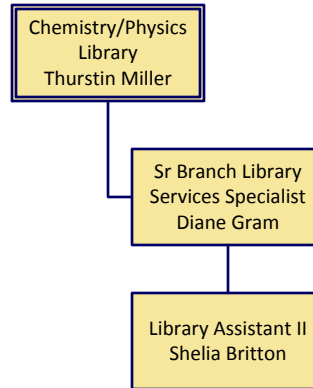 Chemistry/Physics
Library
Thurstin Miller
Sr Branch Library
Services Specialist
Diane Gram
Library Assistant II
Shelia Britton